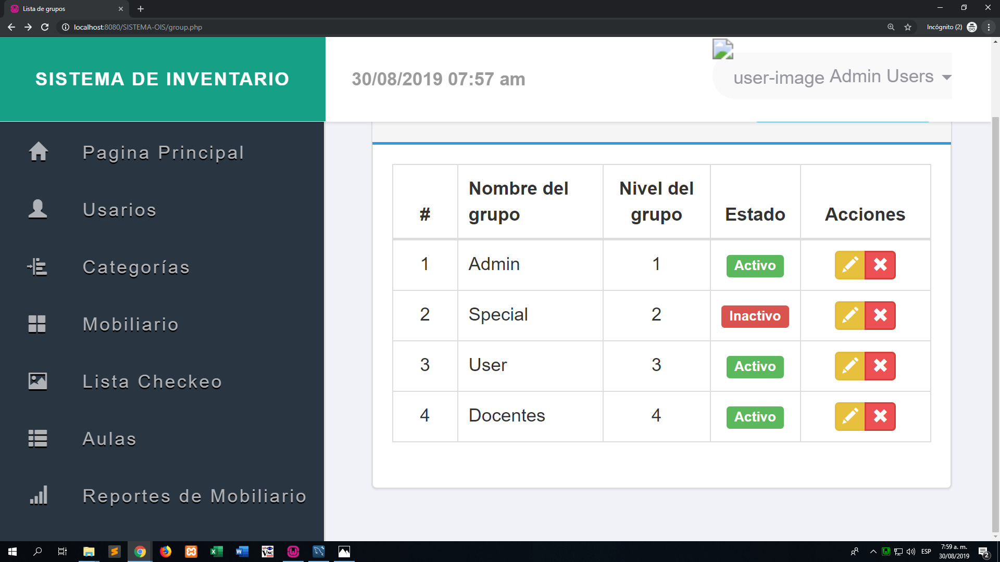 Lista de grupos
localhost:8080/SISTEMA-OIS/group.php
Incógnito (2)
SISTEMA DE INVENTARIO
30/08/2019 07:57 am
user-image Admin Users
Pagina Principal
Usarios
Categorías
Mobiliario
Lista Checkeo
Aulas
Reportes de Mobiliario
# Nombre del grupo Nivel del grupo Estado Acciones
1 Admin 1 Activo
2 Special 2 Inactivo
3 User 3 Activo
4 Docentes 4 Activo
ESP
7:59 a. m.
30/08/2019
2